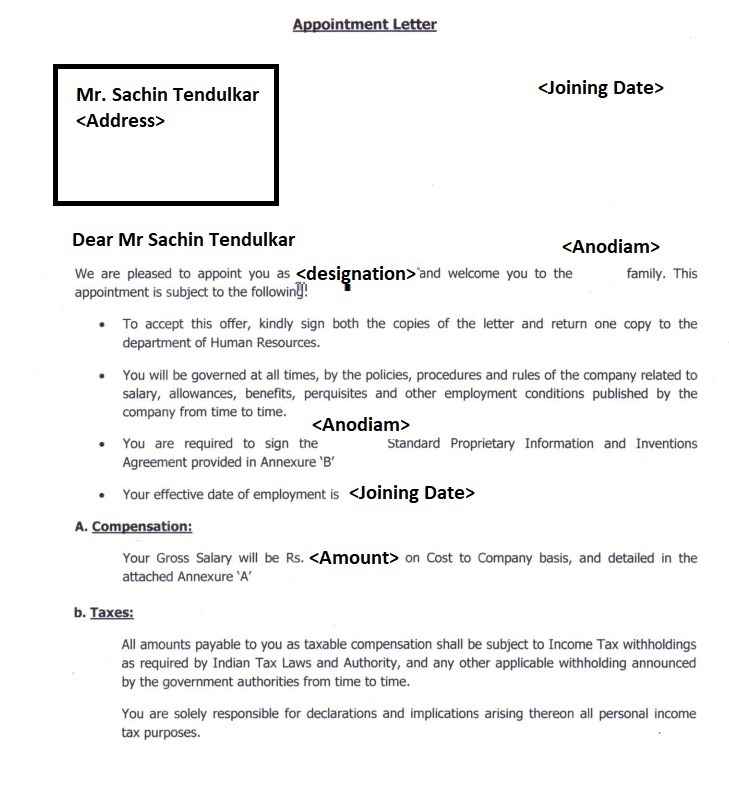 Appointment Letter
Mr. Sachin Tendulkar
<Joining Date>
<Address>
Dear Mr Sachin Tendulkar
<Anodiam>
We are pleased to appoint you as <designation> and welcome you to the family. This
appointment is subject to the following:
• To accept this offer, kindly sign both the copies of the letter and return one copy to the
department of Human Resources.
• You will be governed at all times, by the policies, procedures and rules of the company related to
salary, allowances, benefits, perquisites and other employment conditions published by the
company from time to time.
<Anodiam>
• You are required to sign the Standard Proprietary Information and Inventions
Agreement provided in Annexure 'B'
• Your effective date of employment is <Joining Date>
A. Compensation:
Your Gross Salary will be Rs. <Amount> on Cost to Company basis, and detailed in the
attached Annexure 'A'
b. Taxes:
All amounts payable to you as taxable compensation shall be subject to Income Tax withholdings
as required by Indian Tax Laws and Authority, and any other applicable withholding announced
by the government authorities from time to time.
You are solely responsible for declarations and implications arising thereon all personal income
tax purposes.